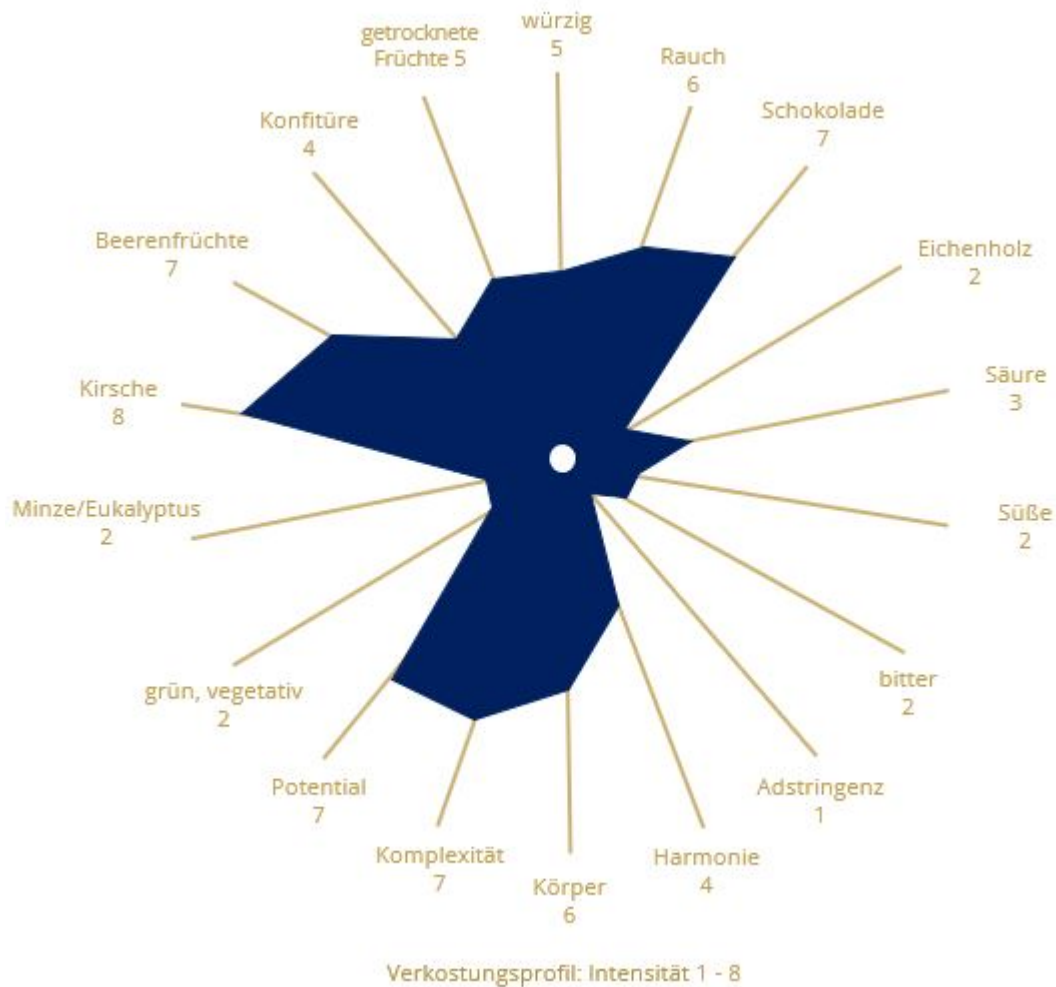 würzig
5
Rauch
6
Schokolade
7
Eichenholz
2
Säure
3
Süße
2
bitter
2
Adstringenz
1
Harmonie
4
Körper
6
Komplexität
7
Potential
7
grün, vegetativ
2
Minze/Eukalyptus
2
Kirsche
8
Beerenfrüchte
7
Konfitüre
4
getrocknete
Früchte 5
Verkostungsprofil: Intensität 1 - 8